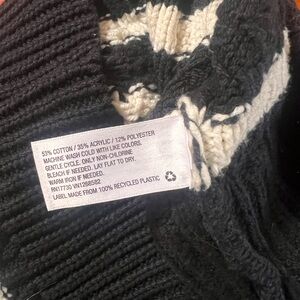 53% COTTON / 35% ACRYLIC / 12% POLYESTER
MACHINE WASH COLD WITH LIKE COLORS.
GENTLE CYCLE. ONLY NON-CHLORINE
BLEACH IF NEEDED. LAY FLAT TO DRY.
WARM IRON IF NEEDED.
RN17730 VN1268582
LABEL MADE FROM 100% RECYCLED PLASTIC